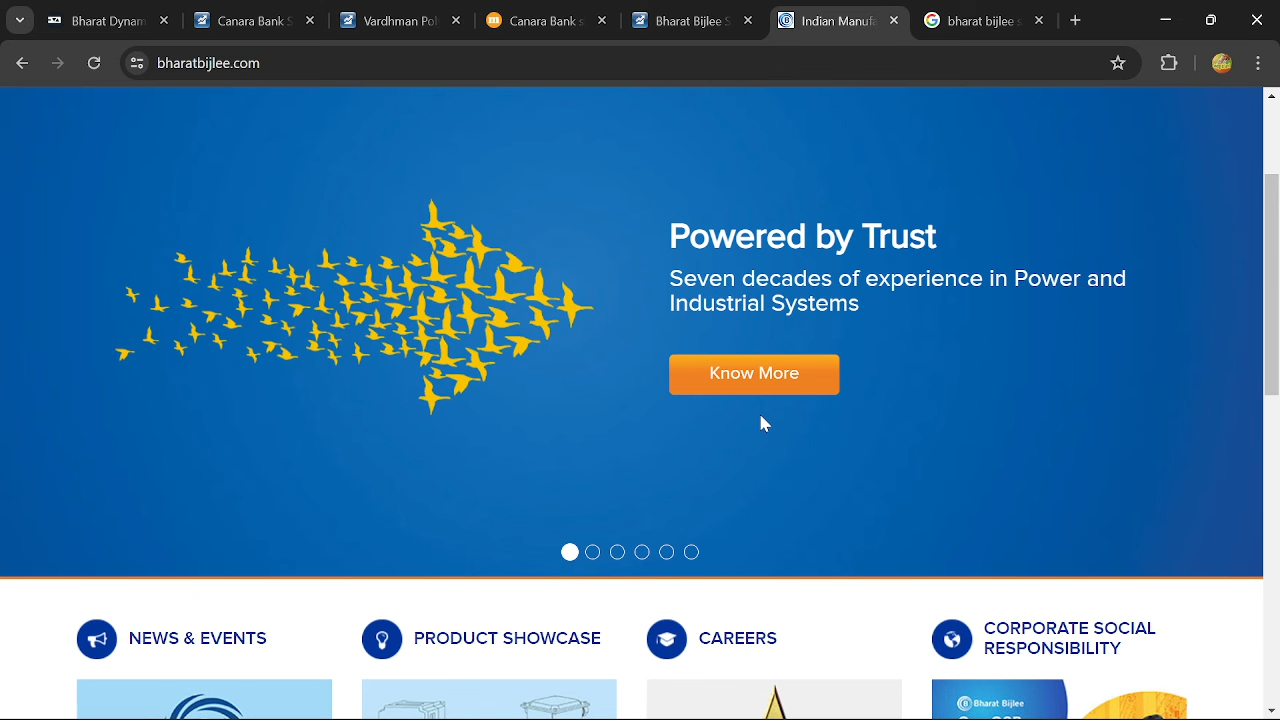 Bharat Dynam
Canara Bank S
Vardhman Pol
Canara Bank s
Bharat Bijlee S
Indian Manufa
bharat bijlee s
bharatbijlee.com
Powered by Trust
Seven decades of experience in Power and
Industrial Systems
Know More
NEWS & EVENTS
PRODUCT SHOWCASE
CAREERS
CORPORATE SOCIAL
RESPONSIBILITY
Bharat Bijlee